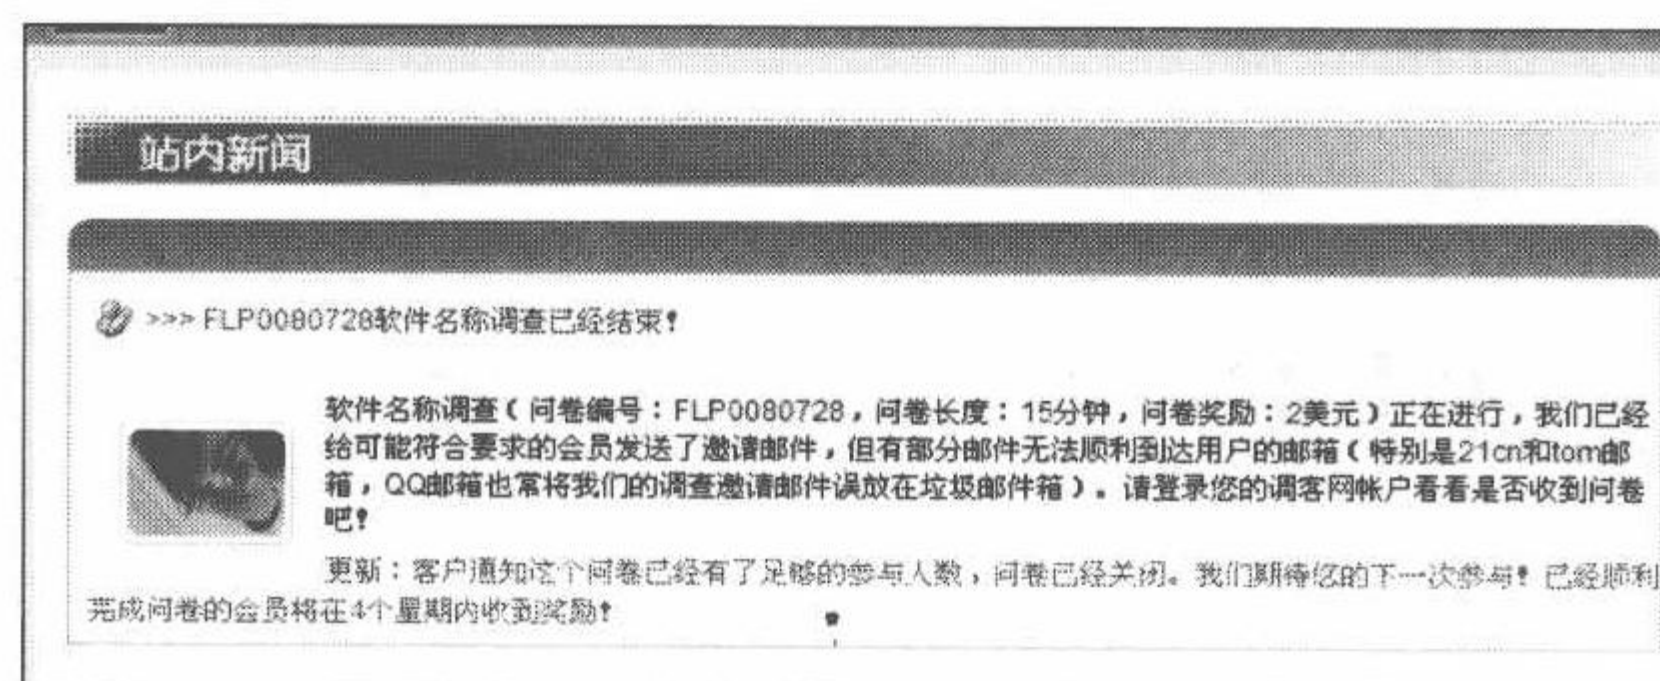 站内新闻
>>> FLP0080728软件名称调查已经结束！
软件名称调查（问卷编号：FLP0080728，问卷长度：15分钟，问卷奖励：2美元）正在进行，我们已经
给可能符合要求的会员发送了邀请邮件，但有部分邮件无法顺利到达用户的邮箱（特别是21cn和tom邮
箱，QQ邮箱也常将我们的调查邀请邮件误放在垃圾邮件箱）。请登录您的调客网帐户看看是否收到问卷
吧！
更新：客户通知这个问卷已经有了足够的参与人数，问卷已经关闭。我们期待您的下一次参与！已经顺利
完成问卷的会员将在4个星期内收到奖励！